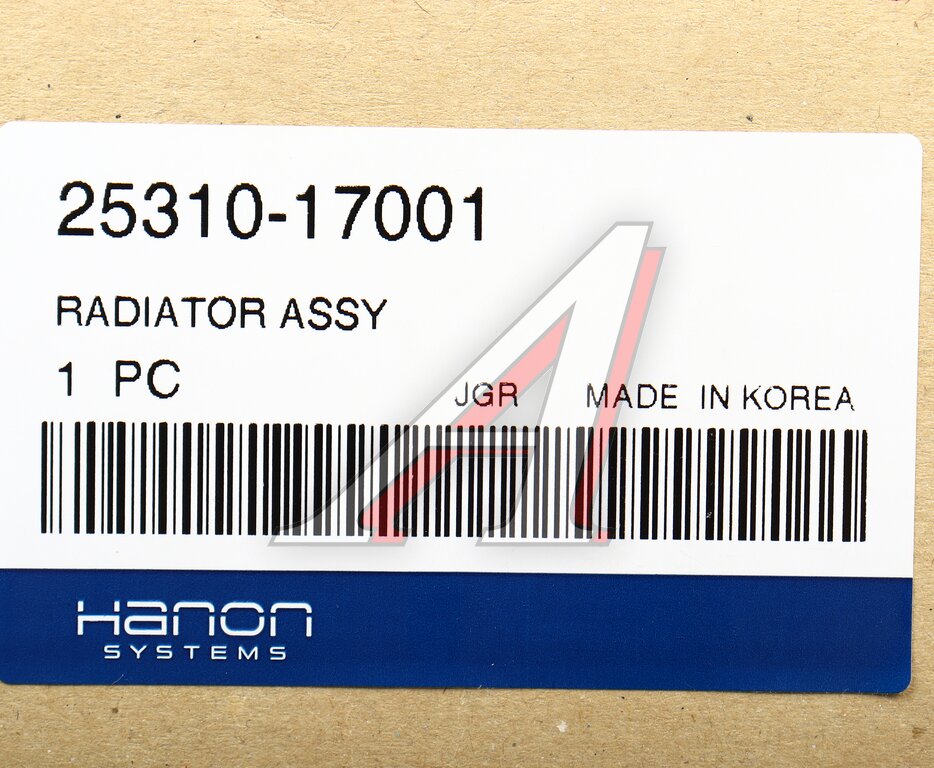 25310-17001
RADIATOR ASSY
1 PC
JGR MADE IN KOREA
Hanon
SYSTEMS